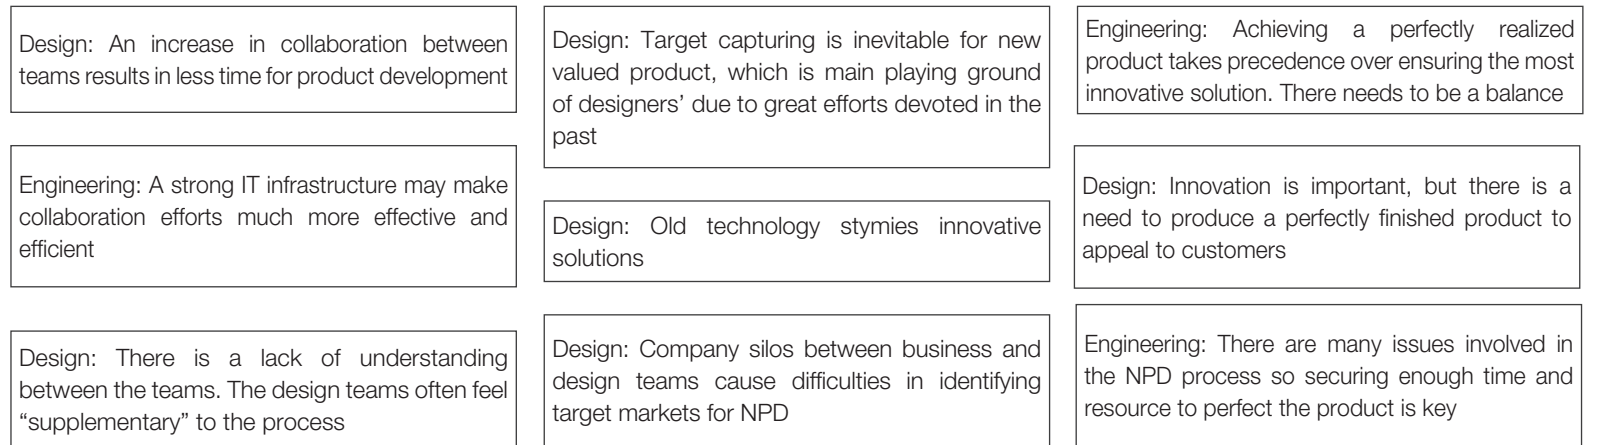 Design: An increase in collaboration between
teams results in less time for product development
Engineering: A strong IT infrastructure may make
collaboration efforts much more effective and
efficient
Design: There is a lack of understanding
between the teams. The design teams often feel
“supplementary” to the process
Design: Target capturing is inevitable for new
valued product, which is main playing ground
of designers’ due to great efforts devoted in the
past
Design: Old technology stymies innovative
solutions
Design: Company silos between business and
design teams cause difficulties in identifying
target markets for NPD
Engineering: Achieving a perfectly realized
product takes precedence over ensuring the most
innovative solution. There needs to be a balance
Design: Innovation is important, but there is a
need to produce a perfectly finished product to
appeal to customers
Engineering: There are many issues involved in
the NPD process so securing enough time and
resource to perfect the product is key